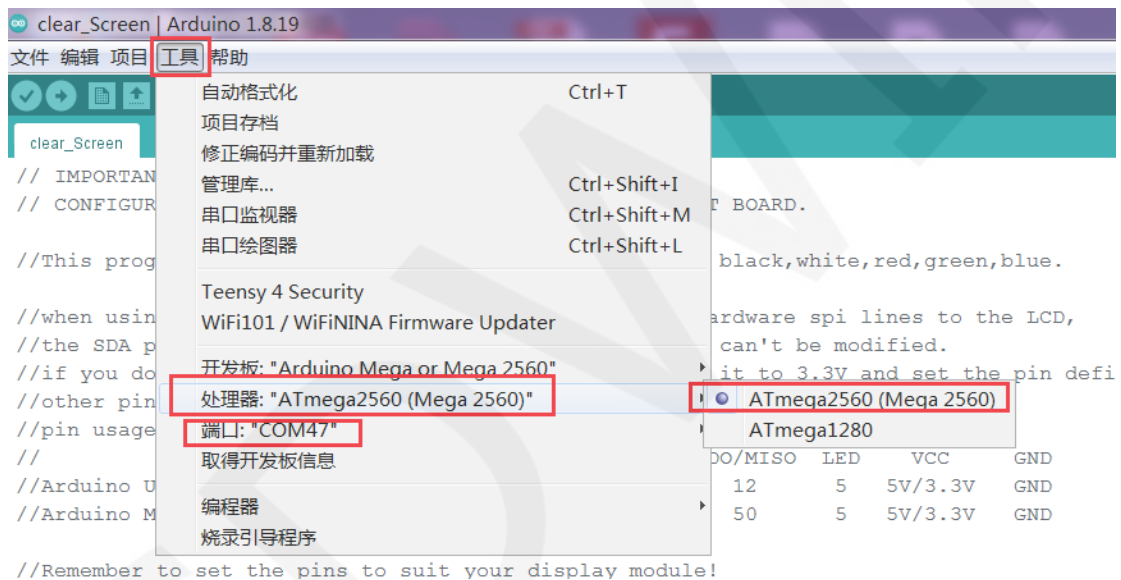 clear_Screen | Arduino 1.8.19
文件 编辑 项目 工具 帮助
clear_Screen
自动格式化 Ctrl+T
项目存档
修正编码并重新加载
管理库... Ctrl+Shift+I
串口监视器 Ctrl+Shift+M
串口绘图器 Ctrl+Shift+L
Teensy 4 Security
WiFi101 / WiFiNINA Firmware Updater
开发板: "Arduino Mega or Mega 2560"
处理器: "ATmega2560 (Mega 2560)"
端口: "COM47"
取得开发板信息
编程器
烧录引导程序
ATmega2560 (Mega 2560)
ATmega1280
// IMPORTAN
// CONFIGUR T BOARD.
//This prog black,white,red,green,blue.
//when usin ardware spi lines to the LCD,
//the SDA p can't be modified.
//if you do it to 3.3V and set the pin defi
//other pin
//pin usage
// DO/MISO LED VCC GND
//Arduino U 12 5 5V/3.3V GND
//Arduino M 50 5 5V/3.3V GND
//Remember to set the pins to suit your display module!